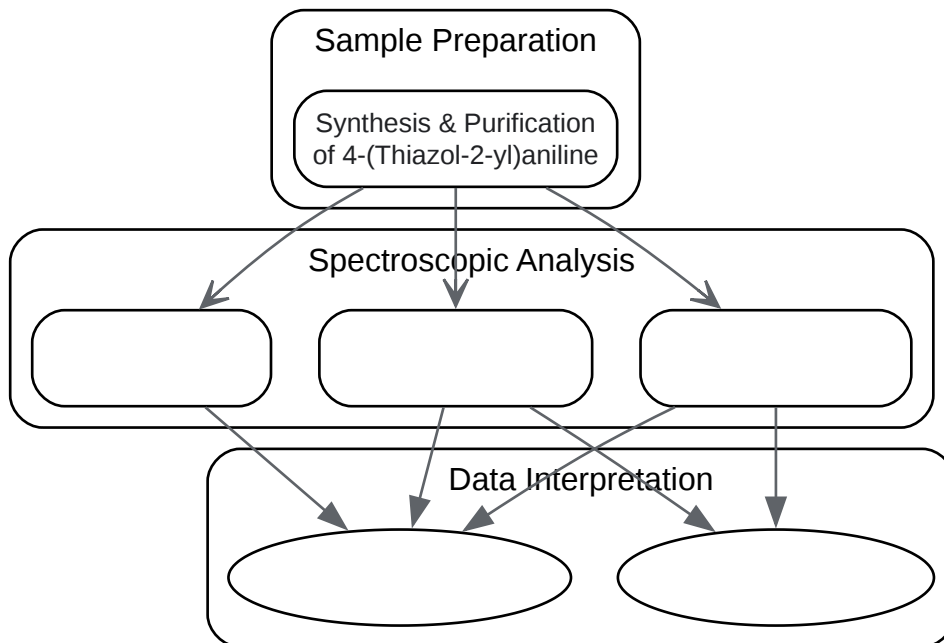 Sample Preparation
Synthesis & Purification
of 4-(Thiazol-2-yl)aniline
Spectroscopic Analysis
Data Interpretation